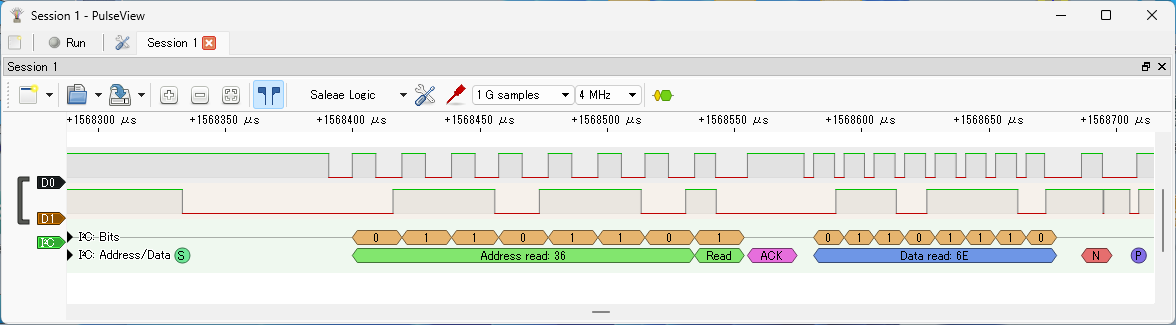 Session 1 - PulseView
Run
Session 1
Session 1
Saleae Logic
1 G samples
4 MHz
+1568300 μs +1568350 μs +1568400 μs +1568450 μs +1568500 μs +1568550 μs +1568600 μs +1568650 μs +1568700 μs
D0
D1
I²C I²C: Bits 0 1 1 0 1 1 0 1 0 1 1 0 1 1 1 0
I²C: Address/Data S Address read: 36 Read ACK Data read: 6E N P